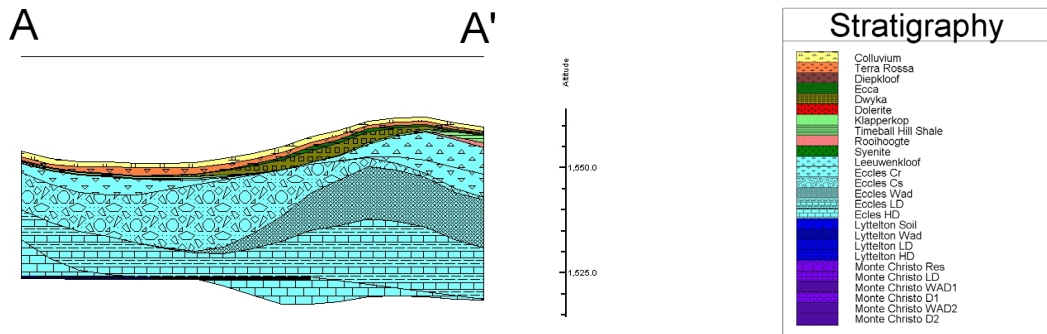 A
A'
Altitude
1,550.0
1,525.0
Stratigraphy
Colluvium
Terra Rossa
Diepkloof
Ecca
Dwyka
Dolerite
Klapperkop
Timeball Hill Shale
Rooihoogte
Syenite
Leeuwenkloof
Eccles Cr
Eccles Cs
Eccles Wad
Eccles LD
Ecles HD
Lyttelton Soil
Lyttelton Wad
Lyttelton LD
Lyttelton HD
Monte Christo Res
Monte Christo LD
Monte Christo WAD1
Monte Christo D1
Monte Christo WAD2
Monte Christo D2